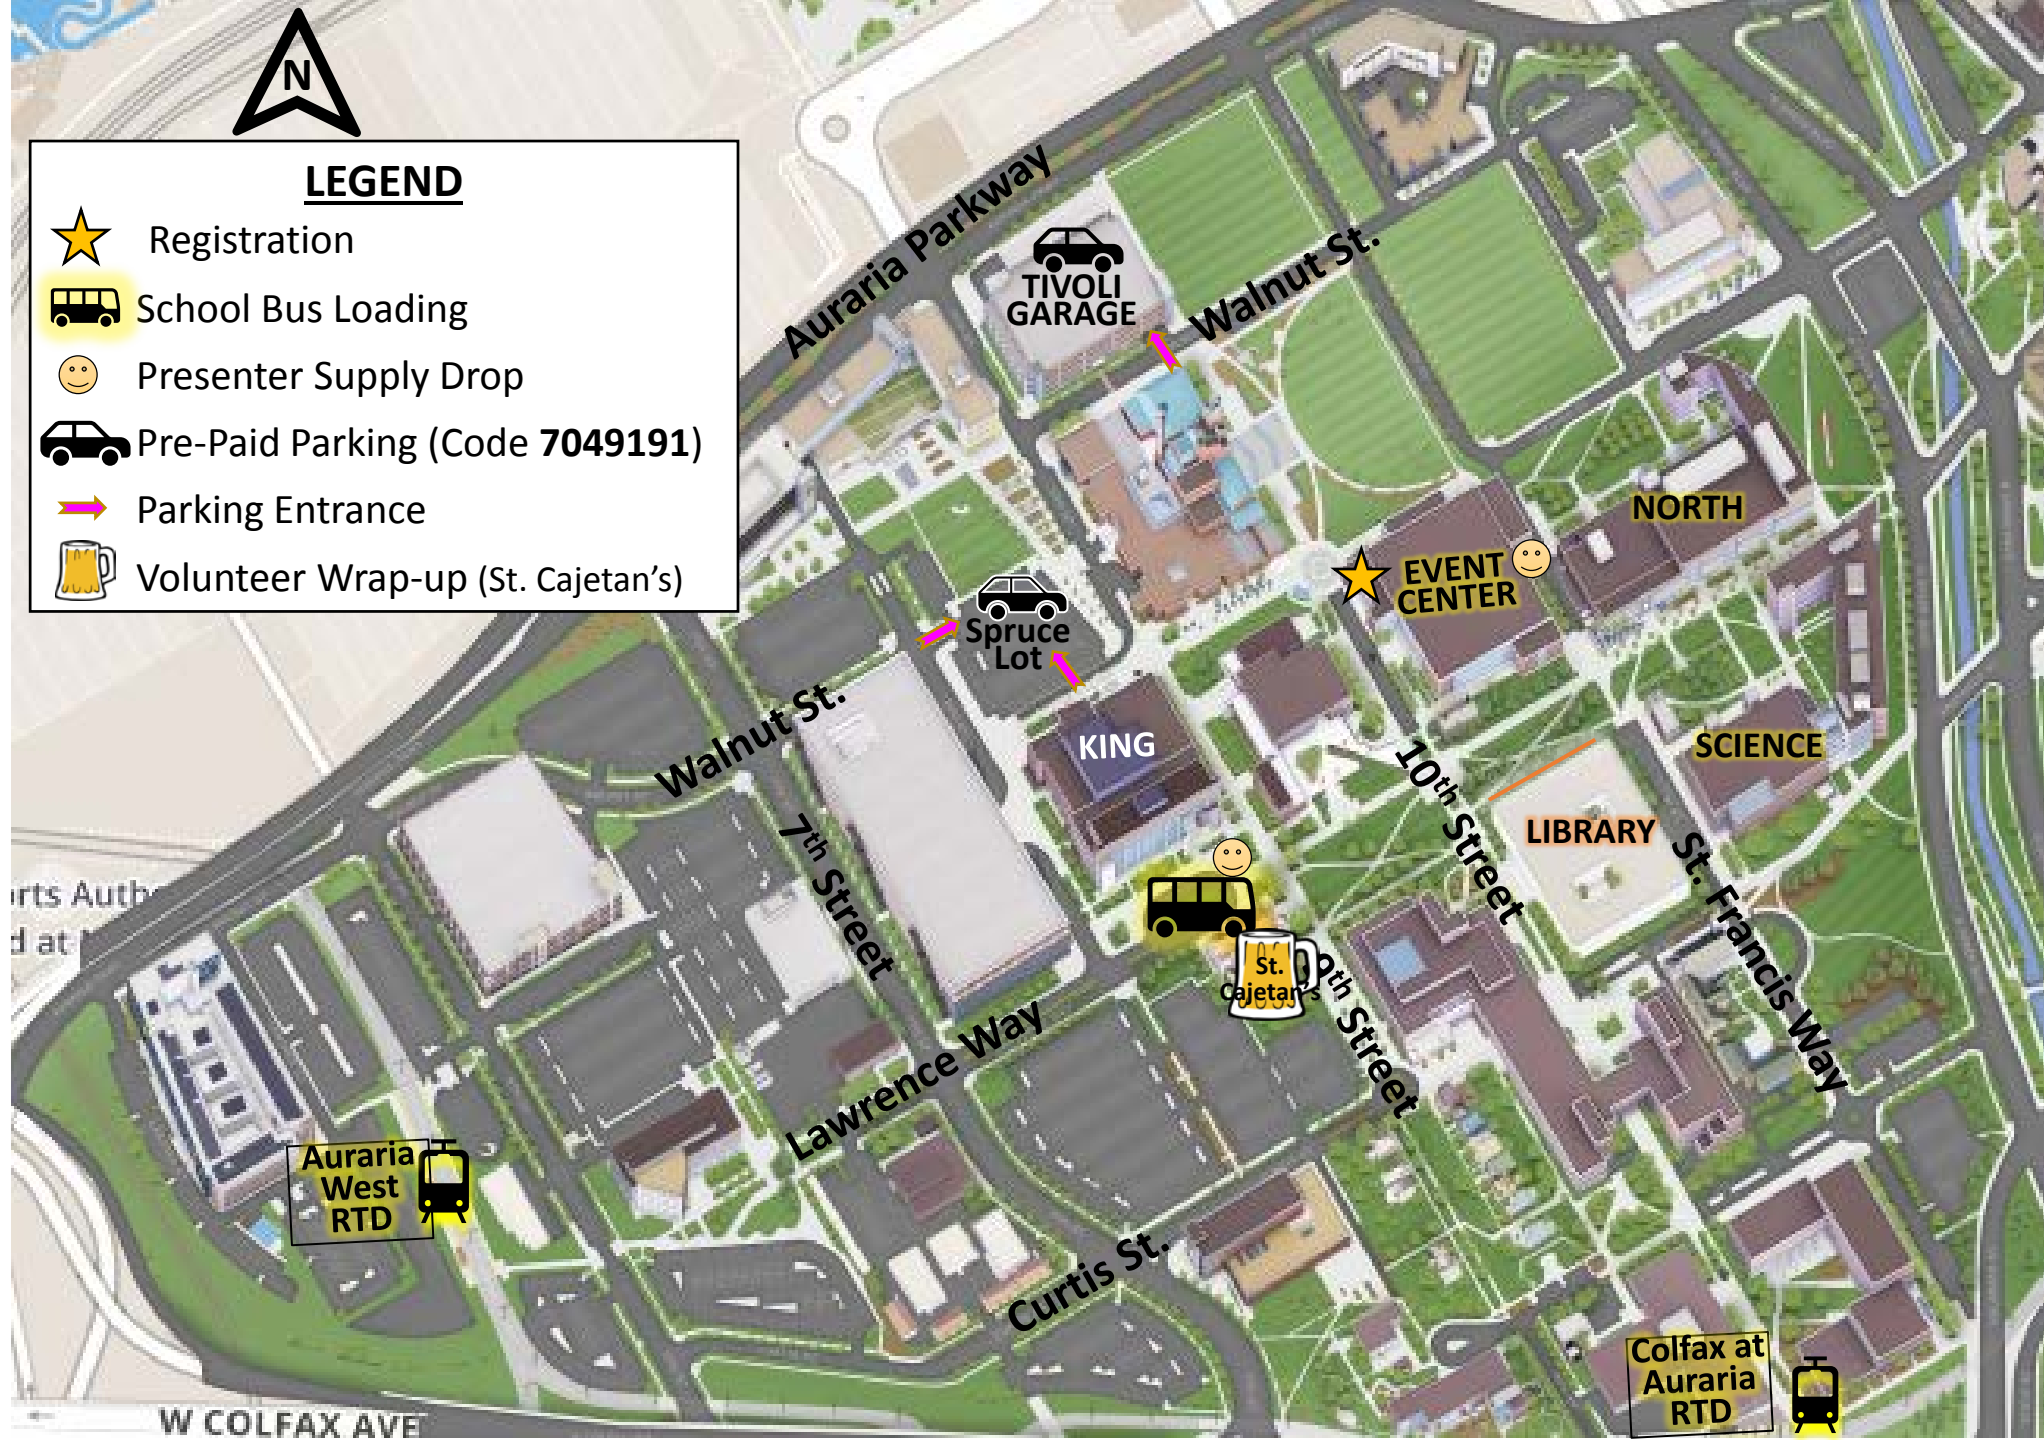 N
LEGEND
Registration
School Bus Loading
Presenter Supply Drop
Pre-Paid Parking (Code 7049191)
Parking Entrance
Volunteer Wrap-up (St. Cajetan's)
Auraria Parkway
TIVOLI
GARAGE
Walnut St.
NORTH
EVENT
CENTER
Spruce
Lot
Walnut St.
KING
SCIENCE
10th Street
LIBRARY
7th Street
St. Francis Way
rts Auth
d at
St.
Cajetan's
9th Street
Lawrence Way
Auraria
West
RTD
Curtis St.
Colfax at
Auraria
RTD
W COLFAX AVE